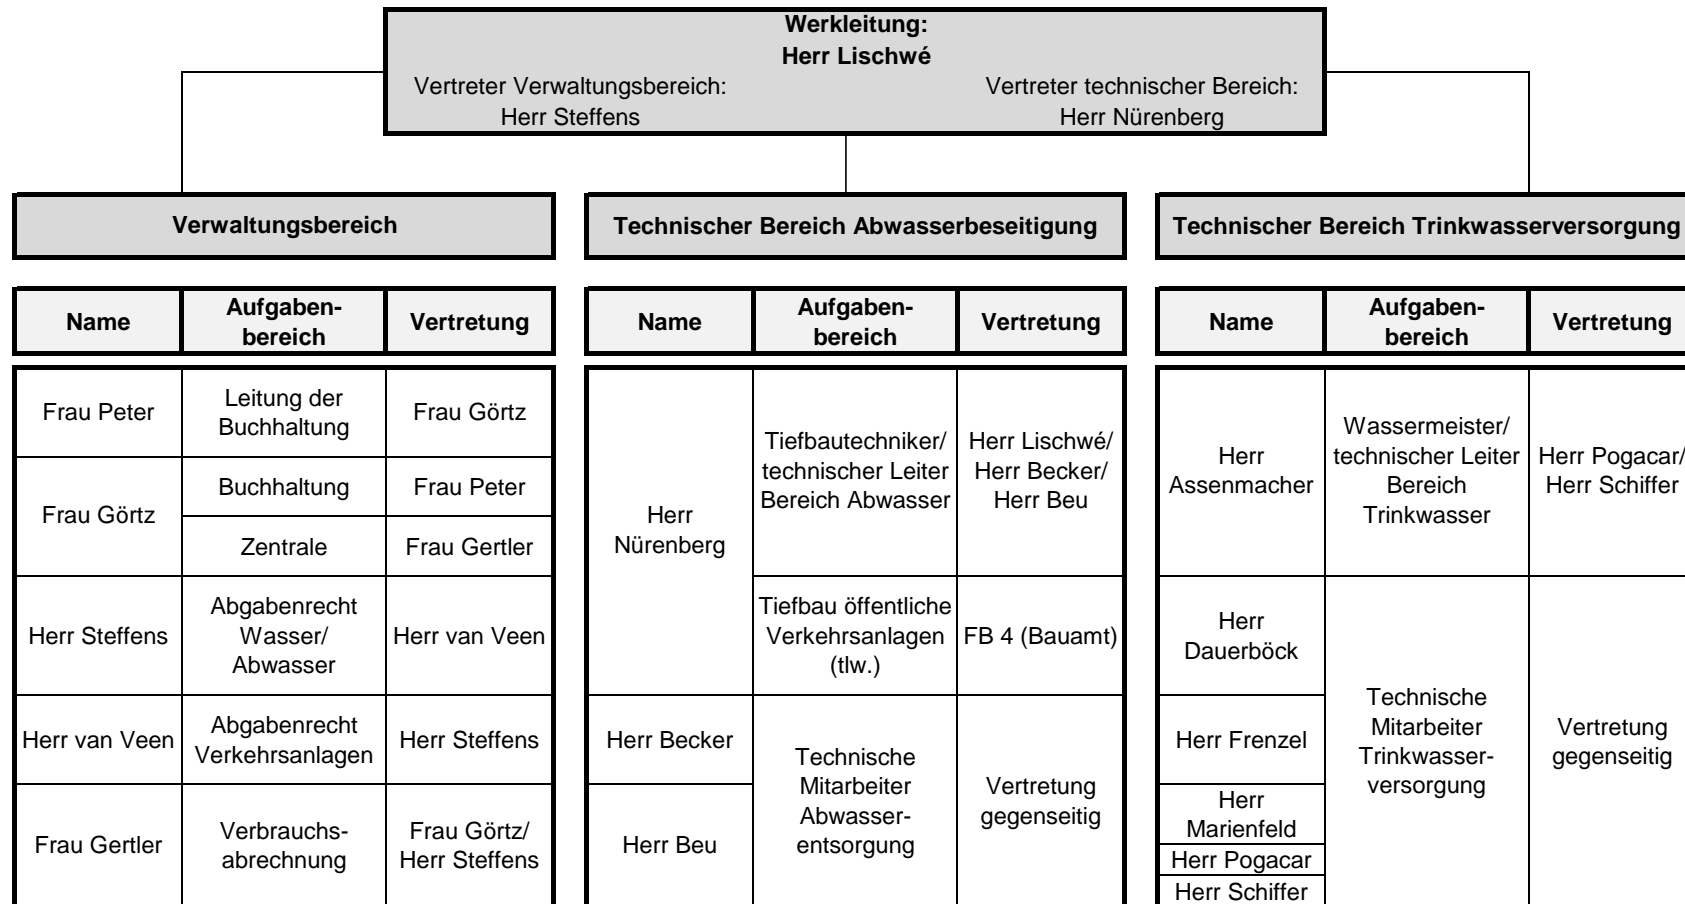 Werkleitung:
Herr Lischwé
Vertreter Verwaltungsbereich:
Herr Steffens
Vertreter technischer Bereich:
Herr Nürenberg
Verwaltungsbereich
Name
Aufgaben-
bereich
Vertretung
Frau Peter
Leitung der
Buchhaltung
Frau Görtz
Frau Görtz
Buchhaltung
Frau Peter
Zentrale
Frau Gertler
Herr Steffens
Abgabenrecht
Wasser/
Abwasser
Herr van Veen
Herr van Veen
Abgabenrecht
Verkehrsanlagen
Herr Steffens
Frau Gertler
Verbrauchs-
abrechnung
Frau Görtz/
Herr Steffens
Technischer Bereich Abwasserbeseitigung
Name
Aufgaben-
bereich
Vertretung
Herr
Nürenberg
Tiefbautechniker/
technischer Leiter
Bereich Abwasser
Herr Lischwé/
Herr Becker/
Herr Beu
Tiefbau öffentliche
Verkehrsanlagen
(tlw.)
FB 4 (Bauamt)
Herr Becker
Herr Beu
Technische
Mitarbeiter
Abwasser-
entsorgung
Vertretung
gegenseitig
Technischer Bereich Trinkwasserversorgung
Name
Aufgaben-
bereich
Vertretung
Herr
Assenmacher
Wassermeister/
technischer Leiter
Bereich
Trinkwasser
Herr Pogacar/
Herr Schiffer
Herr
Dauerböck
Herr Frenzel
Herr
Marienfeld
Herr Pogacar
Herr Schiffer
Technische
Mitarbeiter
Trinkwasser-
versorgung
Vertretung
gegenseitig